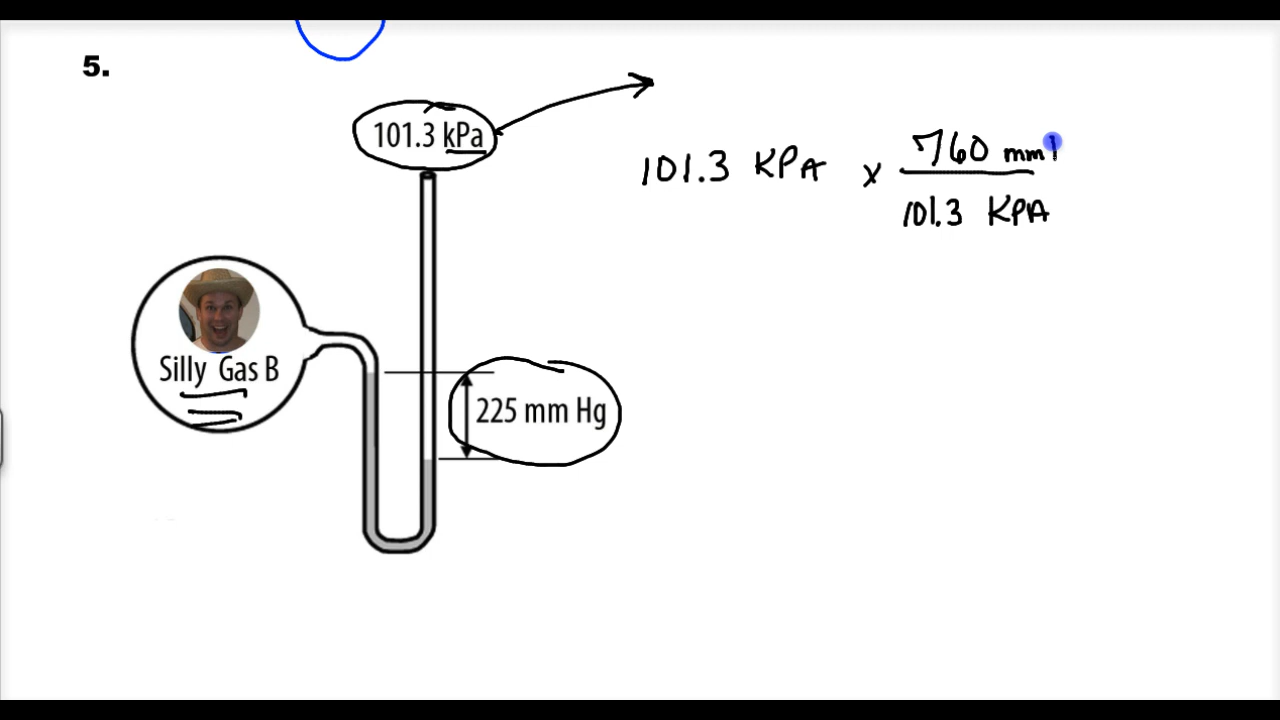 5.
101.3 kPa
101.3 KPA x 760 mm
101.3 KPA
Silly Gas B
225 mm Hg